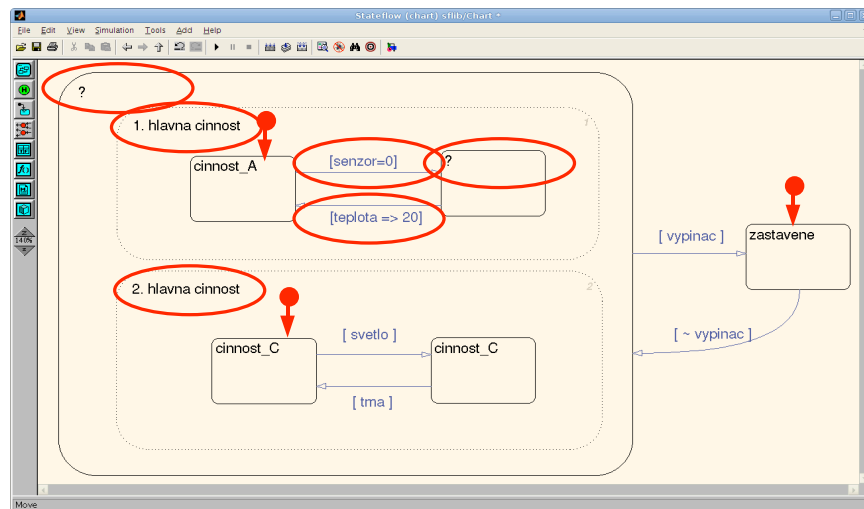 Stateflow (chart) sflib/Chart *
File Edit View Simulation Tools Add Help
?
1. hlavna cinnost
1
cinnost_A
[senzor=0]
?
[teplota => 20]
[ vypinac ]
zastavene
140%
2. hlavna cinnost
2
[ svetlo ]
[ ~ vypinac ]
cinnost_C
cinnost_C
[ tma ]
Move